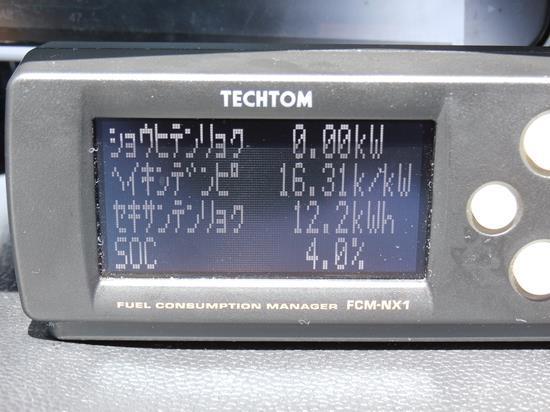 TECHTOM
ショウヒデンリョク 0.00kW
ヘイキンデンピ 16.31k/kW
セキサンデンリョク 12.2kWh
SOC 4.0%
FUEL CONSUMPTION MANAGER FCM-NX1